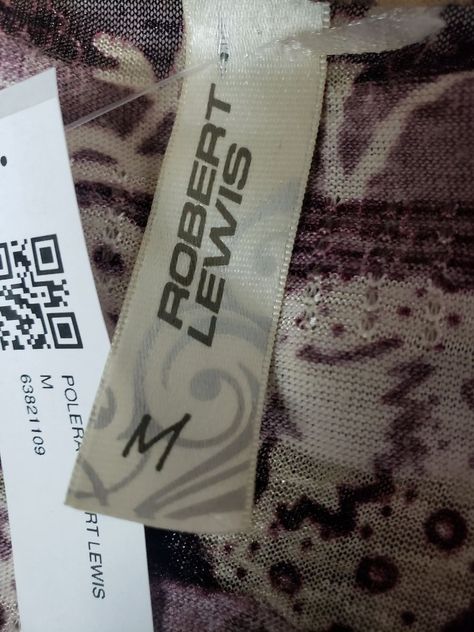 ROBERT
LEWIS
M
POLERA
RT LEWIS
M
63821109